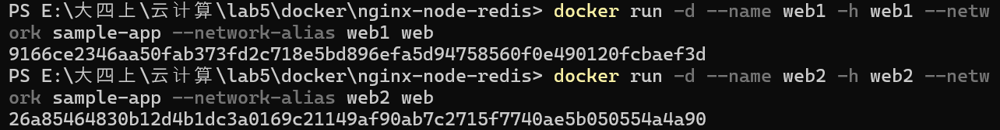 PS E:\大四上\云计算\lab5\docker\nginx-node-redis> docker run -d --name web1 -h web1 --netw
ork sample-app --network-alias web1 web
9166ce2346aa50fab373fd2c718e5bd896efa5d94758560f0e490120fcbaef3d
PS E:\大四上\云计算\lab5\docker\nginx-node-redis> docker run -d --name web2 -h web2 --netw
ork sample-app --network-alias web2 web
26a85464830b12d4b1dc3a0169c21149af90ab7c2715f7740ae5b050554a4a90